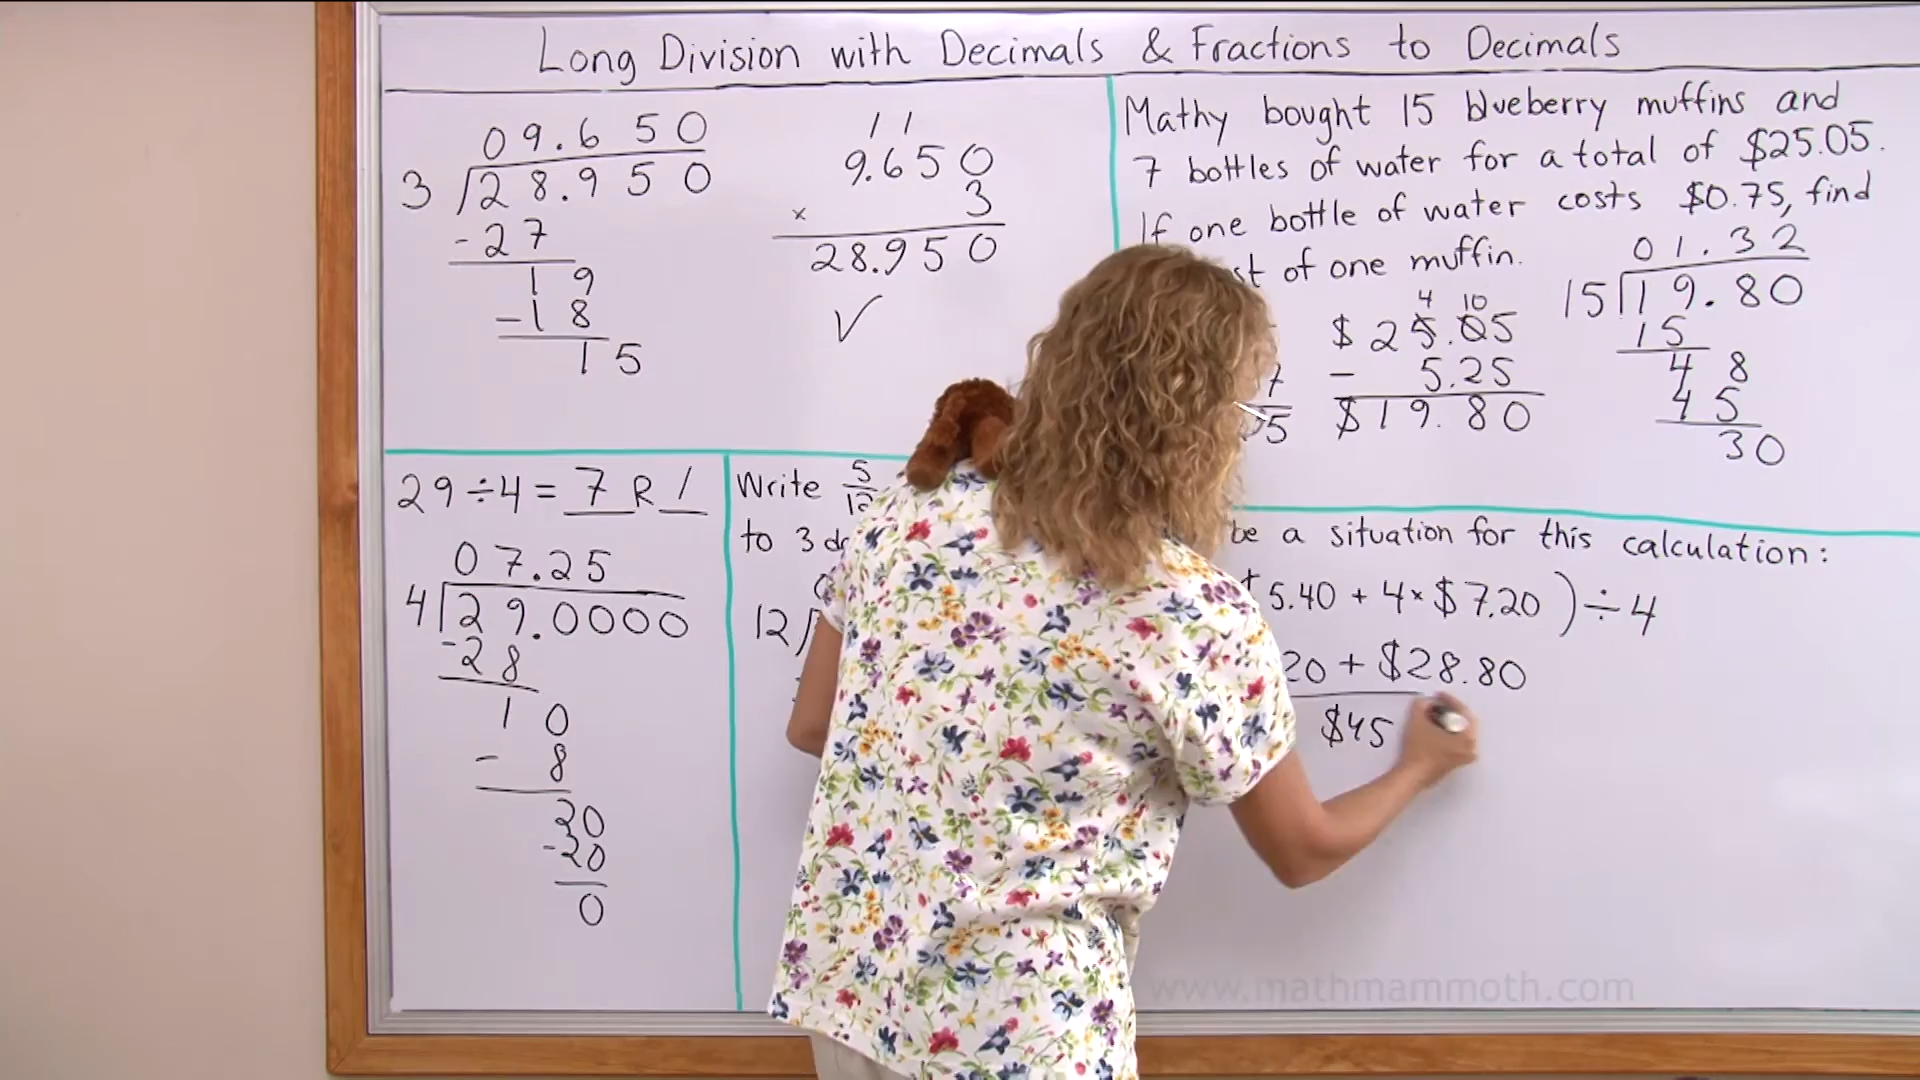 Long Division with Decimals & Fractions to Decimals
09.650
3 28.950
-27
19
-18
15
11
9.650
× 3
28.950
✓
Mathy bought 15 blueberry muffins and
7 bottles of water for a total of $25.05.
If one bottle of water costs $0.75, find
of one muffin.
4 10
$25.05
- 5.25
$19.80
7
5
01.32
15 19.80
15
48
45
30
29÷4 = 7 R 1
07.25
4 29.0000
-28
10
- 8
20
-20
0
Write 5/12
to 3
12
a situation for this calculation:
5.40 + 4×$7.20) ÷4
20 + $28.80
$45
www.mathmammoth.com